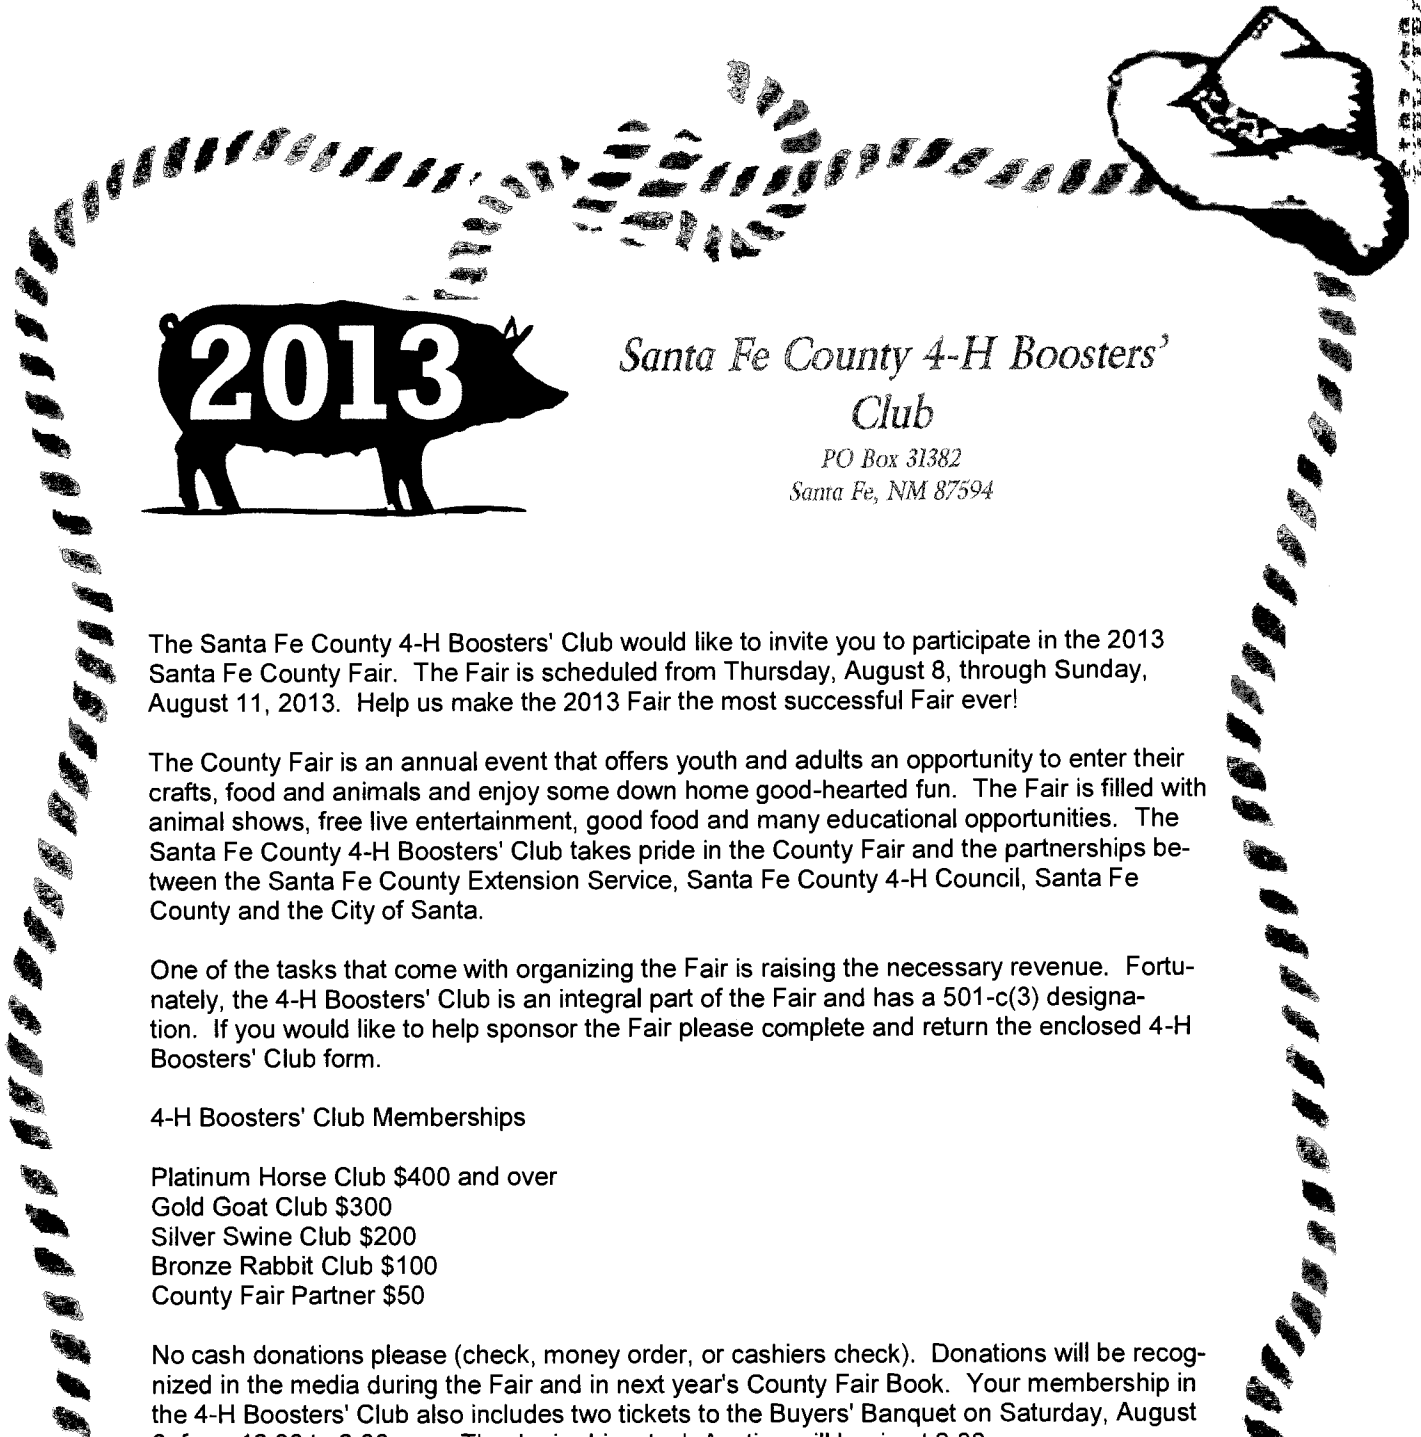 2013
Santa Fe County 4-H Boosters'
Club
PO Box 31382
Santa Fe, NM 87594
The Santa Fe County 4-H Boosters' Club would like to invite you to participate in the 2013
Santa Fe County Fair.  The Fair is scheduled from Thursday, August 8, through Sunday,
August 11, 2013.  Help us make the 2013 Fair the most successful Fair ever!
The County Fair is an annual event that offers youth and adults an opportunity to enter their
crafts, food and animals and enjoy some down home good-hearted fun.  The Fair is filled with
animal shows, free live entertainment, good food and many educational opportunities.  The
Santa Fe County 4-H Boosters' Club takes pride in the County Fair and the partnerships be-
tween the Santa Fe County Extension Service, Santa Fe County 4-H Council, Santa Fe
County and the City of Santa.
One of the tasks that come with organizing the Fair is raising the necessary revenue.  Fortu-
nately, the 4-H Boosters' Club is an integral part of the Fair and has a 501-c(3) designa-
tion.  If you would like to help sponsor the Fair please complete and return the enclosed 4-H
Boosters' Club form.
4-H Boosters' Club Memberships
Platinum Horse Club $400 and over
Gold Goat Club $300
Silver Swine Club $200
Bronze Rabbit Club $100
County Fair Partner $50
No cash donations please (check, money order, or cashiers check).  Donations will be recog-
nized in the media during the Fair and in next year's County Fair Book.  Your membership in
the 4-H Boosters' Club also includes two tickets to the Buyers' Banquet on Saturday, August